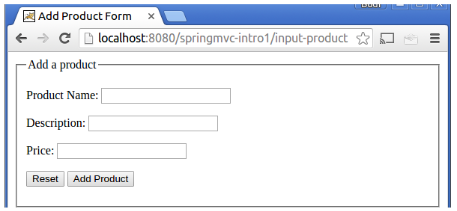 Add Product Form
localhost:8080/springmvc-intro1/input-product
Add a product
Product Name:
Description:
Price:
Reset Add Product